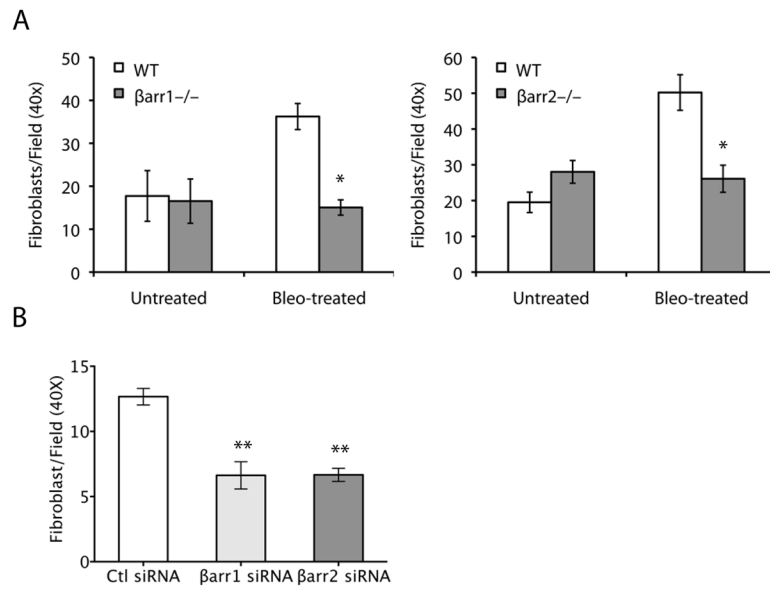 A
Fibroblasts/Field (40x)
50
40
30
20
10
0
WT
βarr1−/−
*
Untreated
Bleo-treated
Fibroblasts/Field (40x)
60
50
40
30
20
10
0
WT
βarr2−/−
*
Untreated
Bleo-treated
B
Fibroblast/Field (40X)
15
10
5
0
**
**
Ctl siRNA βarr1 siRNA βarr2 siRNA